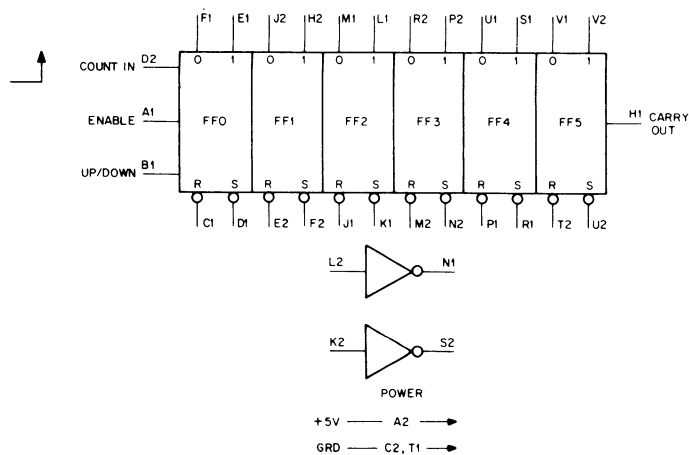 F1 E1 J2 H2 M1 L1 R2 P2 U1 S1 V1 V2
0 1 0 1 0 1 0 1 0 1 0 1
COUNT IN D2
ENABLE A1
FF0 FF1 FF2 FF3 FF4 FF5
H1 CARRY
OUT
UP/DOWN B1
R S R S R S R S R S R S
C1 D1 E2 F2 J1 K1 M2 N2 P1 R1 T2 U2
L2 N1
K2 S2
POWER
+5V A2
GRD C2, T1